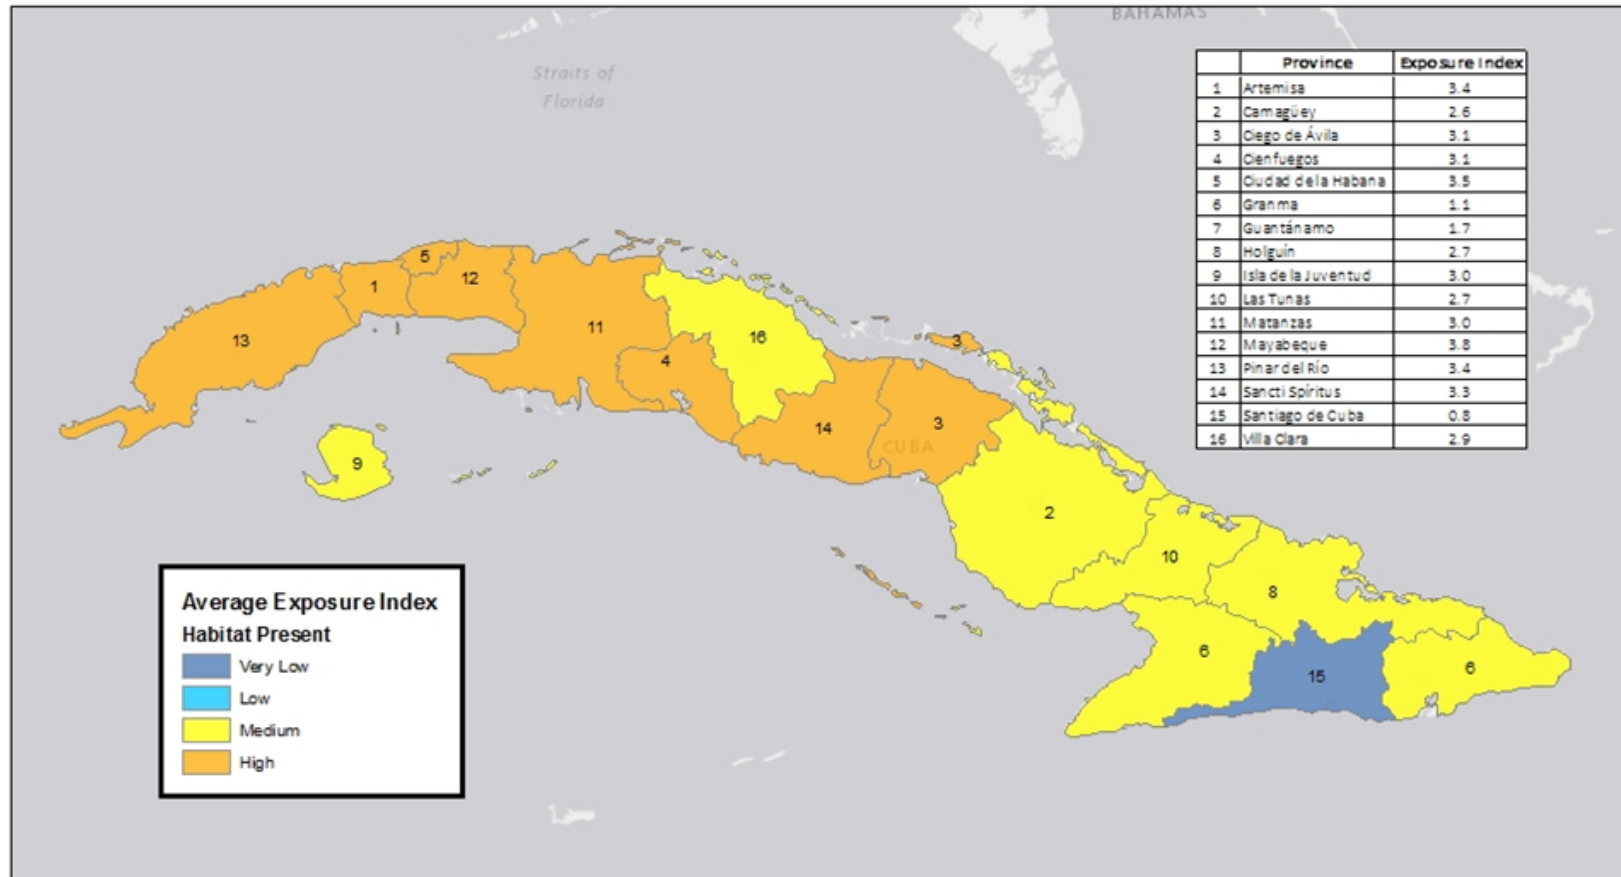 BAHAMAS
Straits of
Florida
Province Exposure Index
1 Artemisa 3.4
2 Camagüey 2.6
3 Ciego de Ávila 3.1
4 Cienfuegos 3.1
5 Ciudad de la Habana 3.5
6 Granma 1.1
7 Guantánamo 1.7
8 Holguín 2.7
9 Isla de la Juventud 3.0
10 Las Tunas 2.7
11 Matanzas 3.0
12 Mayabeque 3.8
13 Pinar del Río 3.4
14 Sancti Spíritus 3.3
15 Santiago de Cuba 0.8
16 Villa Clara 2.9
5
12
1
11
13
16
3
4
14
3
CUBA
9
2
10
8
6
15
6
Average Exposure Index
Habitat Present
Very Low
Low
Medium
High